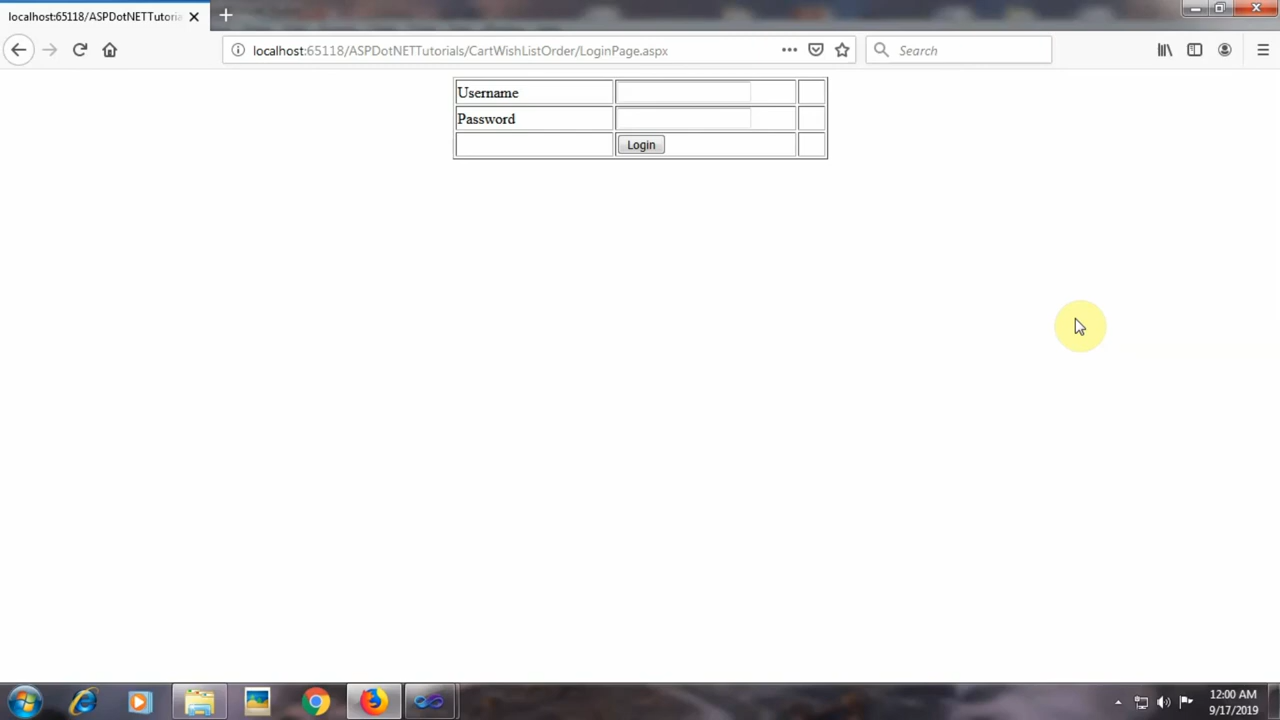 localhost:65118/ASPDotNETTutoria
localhost:65118/ASPDotNETTutorials/CartWishListOrder/LoginPage.aspx
Search
Username
Password
Login
12:00 AM
9/17/2019